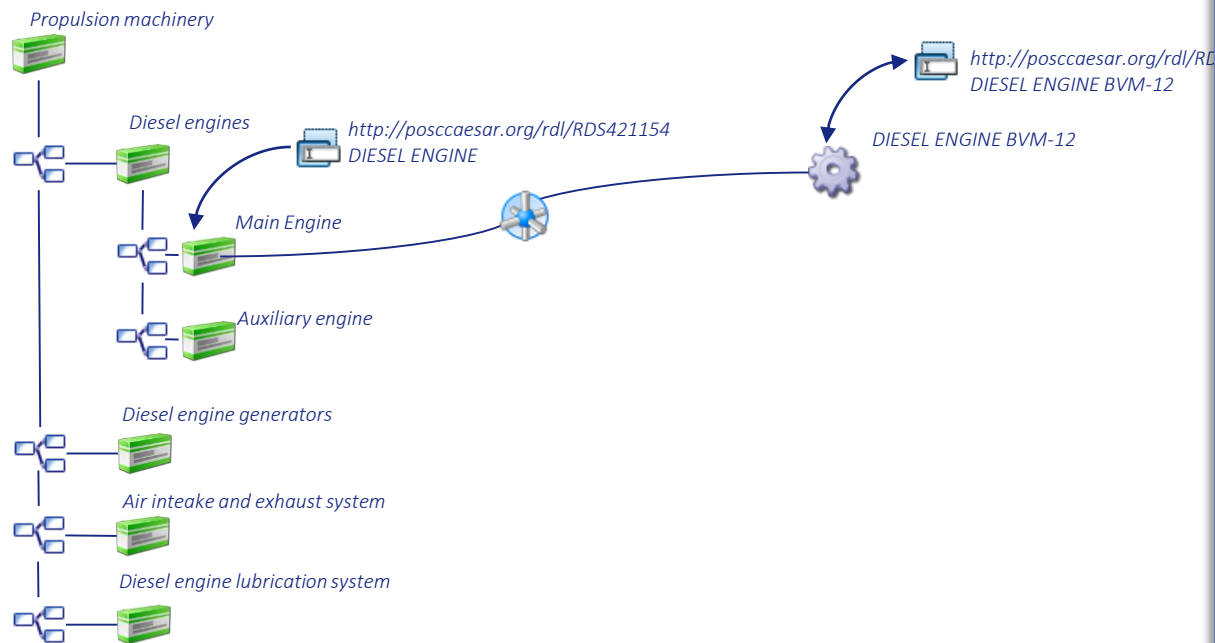 Propulsion machinery
Diesel engines
http://posccaesar.org/rdl/RDS421154
DIESEL ENGINE
http://posccaesar.org/rdl/RD
DIESEL ENGINE BVM-12
DIESEL ENGINE BVM-12
Main Engine
Auxiliary engine
Diesel engine generators
Air inteake and exhaust system
Diesel engine lubrication system